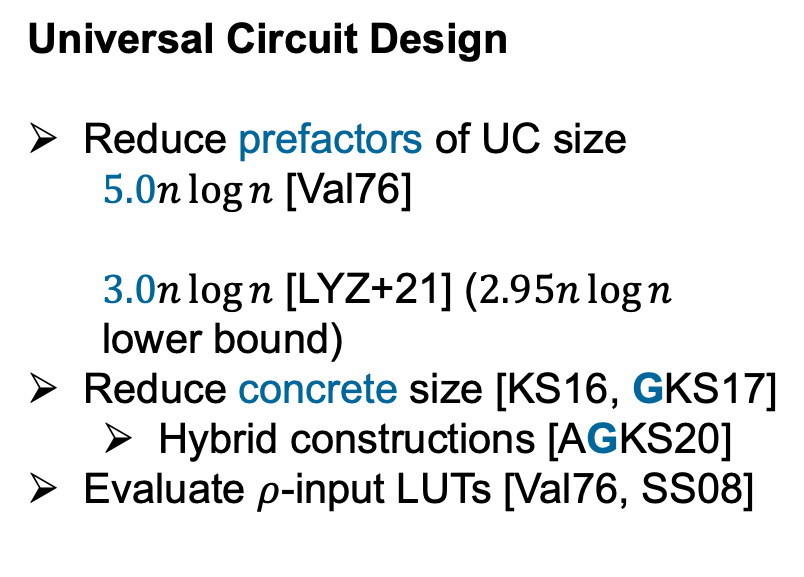 Universal Circuit Design
➢ Reduce prefactors of UC size
5.0𝑛 log 𝑛 [Val76]
3.0𝑛 log 𝑛 [LYZ+21] (2.95𝑛 log 𝑛
lower bound)
➢ Reduce concrete size [KS16, GKS17]
➢ Hybrid constructions [AGKS20]
➢ Evaluate 𝜌-input LUTs [Val76, SS08]